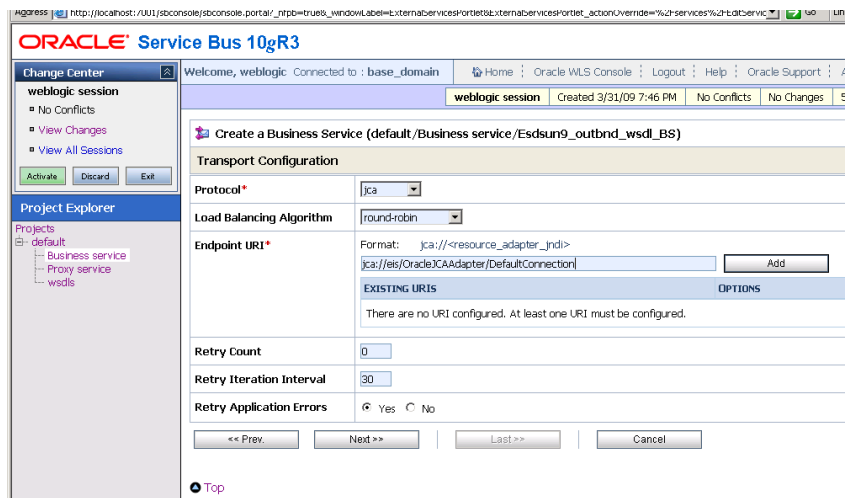 Address http://localhost:7001/sbconsole/sbconsole.portal?_nfpb=true&_windowLabel=ExternalServicesPortlet&ExternalServicesPortlet_actionOverride=%2Fservices%2FEditServic Go Lin
ORACLE Service Bus 10gR3
Change Center
weblogic session
No Conflicts
View Changes
View All Sessions
Activate Discard Exit
Project Explorer
Projects
default
Business service
Proxy service
wsdls
Welcome, weblogic Connected to : base_domain Home Oracle WLS Console Logout Help Oracle Support
weblogic session Created 3/31/09 7:46 PM No Conflicts No Changes
Create a Business Service (default/Business service/Esdsun9_outbnd_wsdl_BS)
Transport Configuration
Protocol* jca
Load Balancing Algorithm round-robin
Endpoint URI* Format: jca://<resource_adapter_jndi>
jca://eis/OracleJCAAdapter/DefaultConnection Add
EXISTING URIS OPTIONS
There are no URI configured. At least one URI must be configured.
Retry Count 0
Retry Iteration Interval 30
Retry Application Errors Yes No
<< Prev. Next >> Last >> Cancel
Top